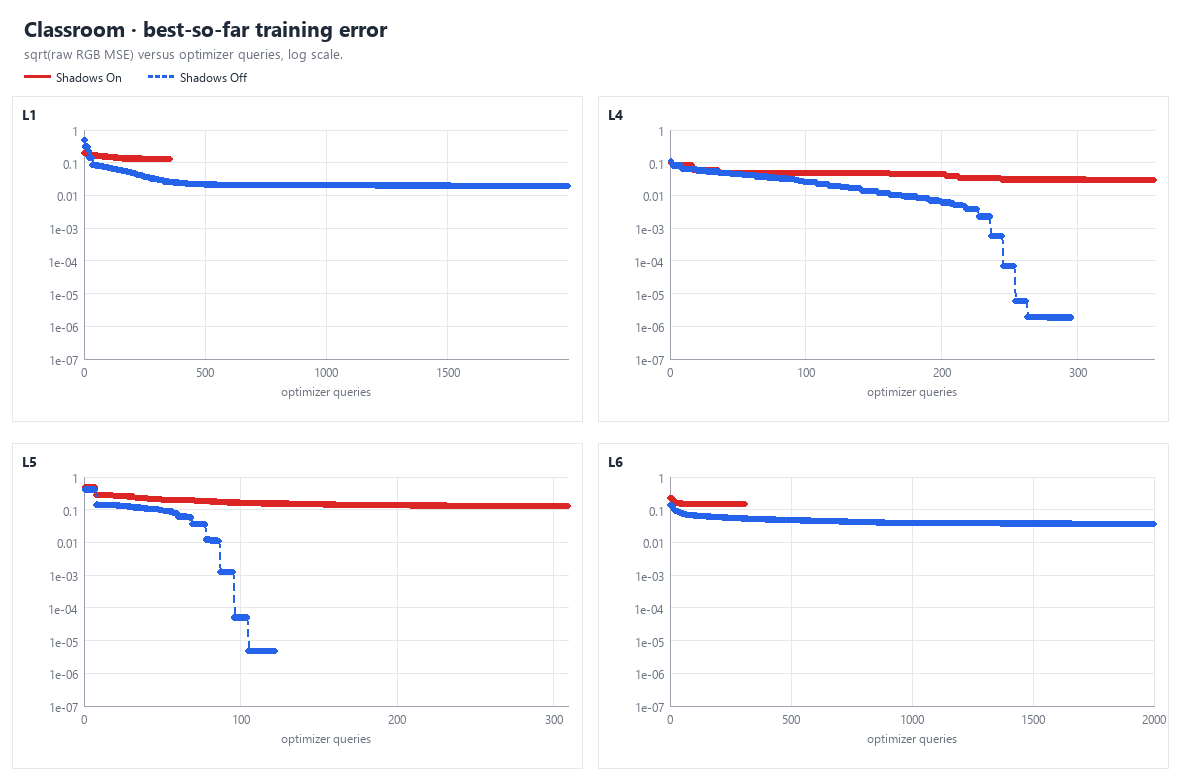 Classroom · best-so-far training error
sqrt(raw RGB MSE) versus optimizer queries, log scale.
Shadows On
Shadows Off
L1
1
0.1
0.01
1e-03
1e-04
1e-05
1e-06
1e-07
0
500
1000
1500
optimizer queries
L4
1
0.1
0.01
1e-03
1e-04
1e-05
1e-06
1e-07
0
100
200
300
optimizer queries
L5
1
0.1
0.01
1e-03
1e-04
1e-05
1e-06
1e-07
0
100
200
300
optimizer queries
L6
1
0.1
0.01
1e-03
1e-04
1e-05
1e-06
1e-07
0
500
1000
1500
2000
optimizer queries